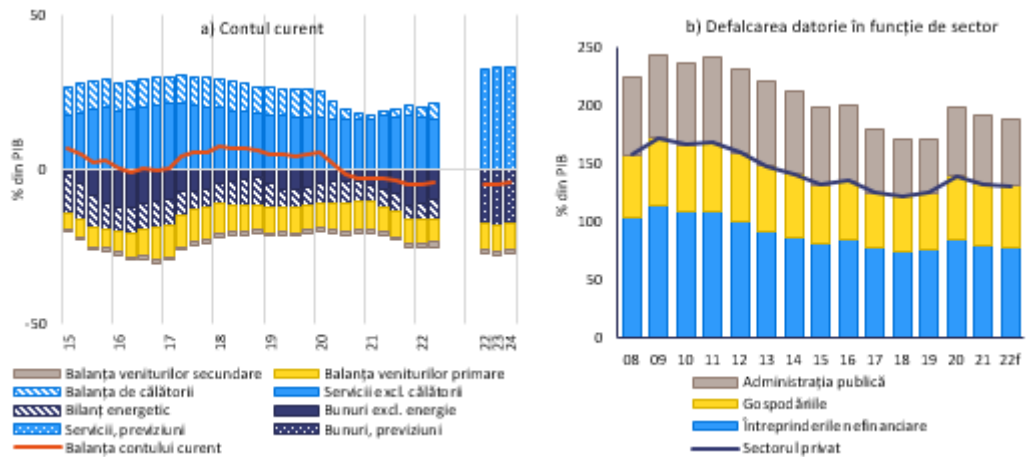 a) Contul curent
% din PIB
50
0
-50
15
16
17
18
19
20
21
22
22
23
24
Balanța veniturilor secundare
Balanța veniturilor primare
Balanța de călătorii
Servicii excl. călătorii
Bilanț energetic
Bunuri excl. energie
Servicii, previziuni
Bunuri, previziuni
Balanța contului curent
b) Defalcarea datorie în funcție de sector
% din PIB
250
200
150
100
50
0
08 09 10 11 12 13 14 15 16 17 18 19 20 21 22f
Administrația publică
Gospodăriile
Întreprinderile nefinanciare
Sectorul privat